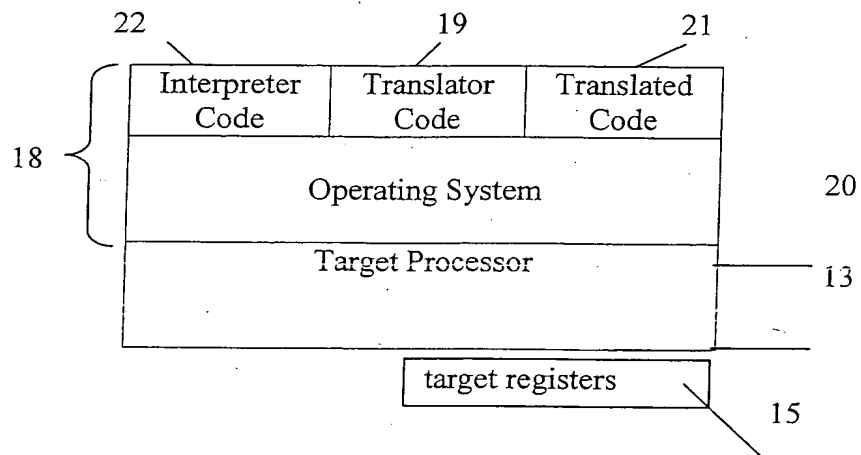 22 19 21
Interpreter Code
Translator Code
Translated Code
18
Operating System
20
Target Processor
13
target registers
15